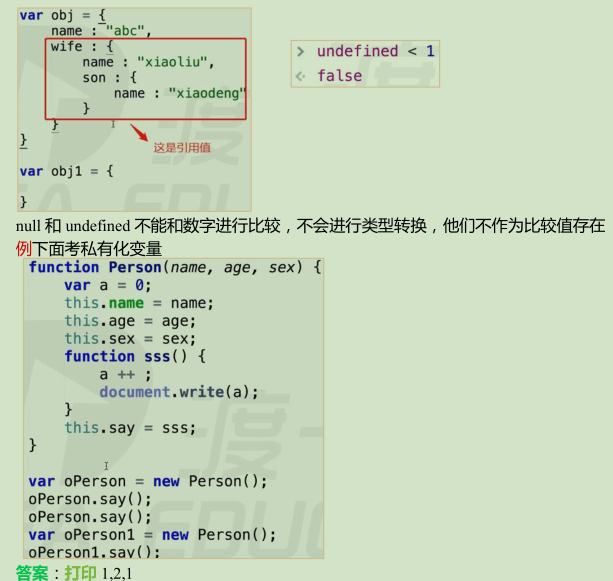 var obj = {
name : "abc",
wife : {
name : "xiaoliu",
son : {
name : "xiaodeng"
}
}
}
这是引用值
var obj1 = {
}
> undefined < 1
<· false
null 和 undefined 不能和数字进行比较，不会进行类型转换，他们不作为比较值存在
例下面考私有化变量
function Person(name, age, sex) {
var a = 0;
this.name = name;
this.age = age;
this.sex = sex;
function sss() {
a ++ ;
document.write(a);
}
this.say = sss;
}
var oPerson = new Person();
oPerson.say();
oPerson.say();
var oPerson1 = new Person();
oPerson1.say();
答案：打印 1,2,1